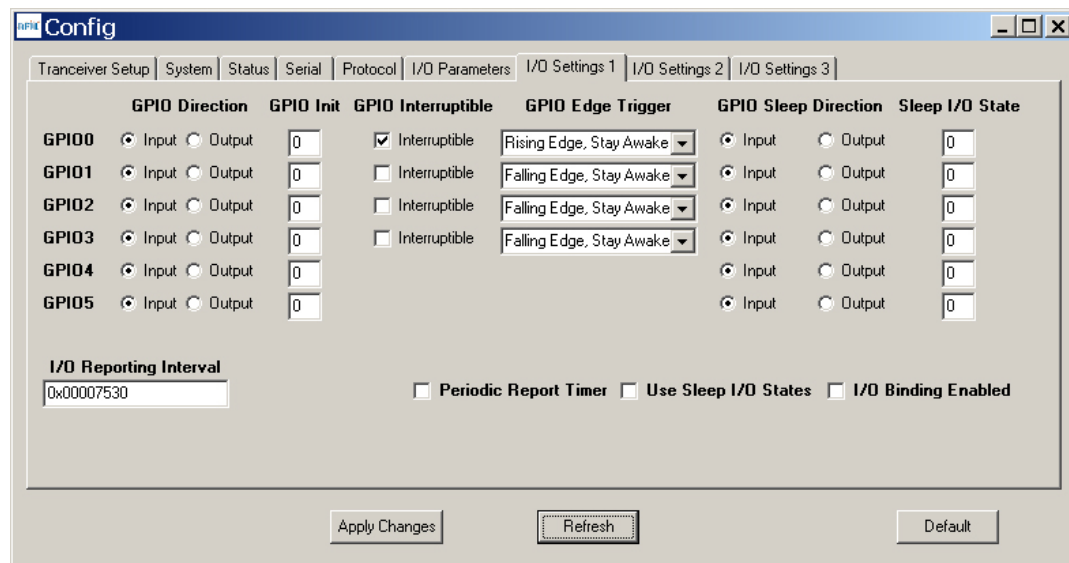 RFM Config
Tranceiver Setup System Status Serial Protocol I/O Parameters I/O Settings 1 I/O Settings 2 I/O Settings 3
GPIO Direction GPIO Init GPIO Interruptible GPIO Edge Trigger GPIO Sleep Direction Sleep I/O State
GPIO0 Input Output 0 Interruptible Rising Edge, Stay Awake Input Output 0
GPIO1 Input Output 0 Interruptible Falling Edge, Stay Awake Input Output 0
GPIO2 Input Output 0 Interruptible Falling Edge, Stay Awake Input Output 0
GPIO3 Input Output 0 Interruptible Falling Edge, Stay Awake Input Output 0
GPIO4 Input Output 0 Input Output 0
GPIO5 Input Output 0 Input Output 0
I/O Reporting Interval
0x00007530 Periodic Report Timer Use Sleep I/O States I/O Binding Enabled
Apply Changes Refresh Default